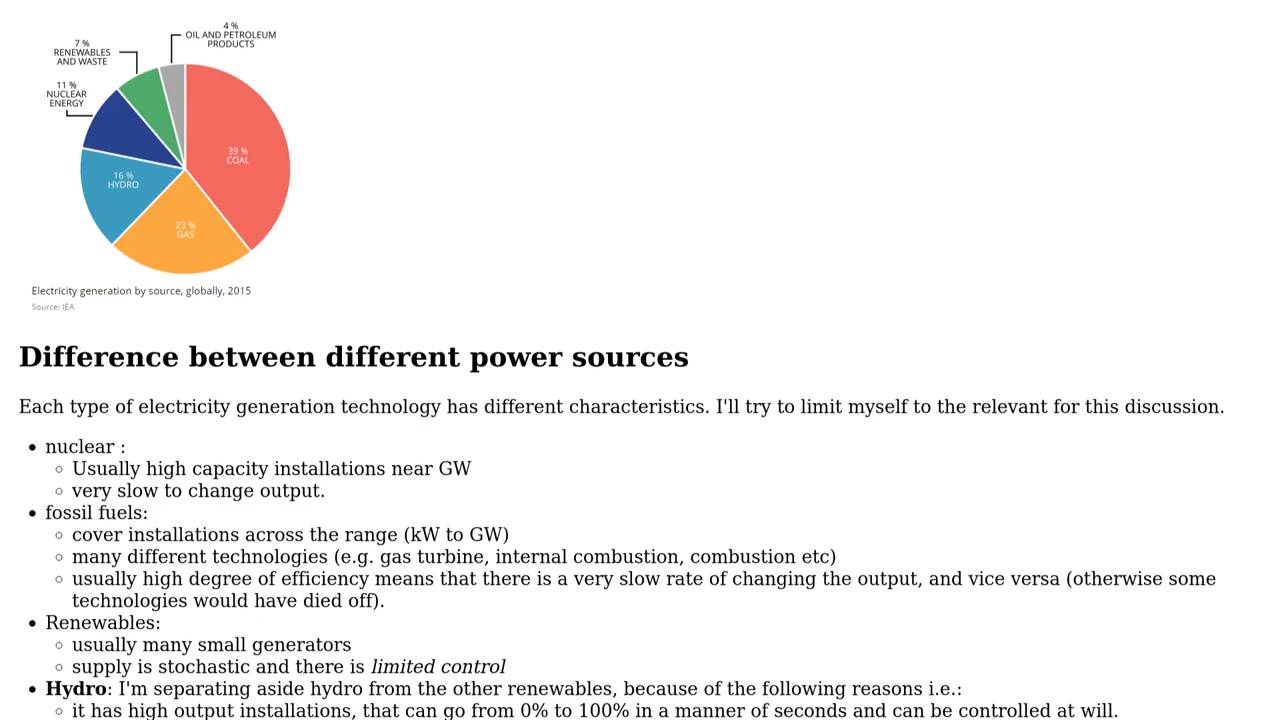 4 %
OIL AND PETROLEUM
PRODUCTS
7 %
RENEWABLES
AND WASTE
11 %
NUCLEAR
ENERGY
39 %
COAL
16 %
HYDRO
23 %
GAS
Electricity generation by source, globally, 2015
Source: IEA
Difference between different power sources
Each type of electricity generation technology has different characteristics. I'll try to limit myself to the relevant for this discussion.
• nuclear :
◦ Usually high capacity installations near GW
◦ very slow to change output.
• fossil fuels:
◦ cover installations across the range (kW to GW)
◦ many different technologies (e.g. gas turbine, internal combustion, combustion etc)
◦ usually high degree of efficiency means that there is a very slow rate of changing the output, and vice versa (otherwise some
technologies would have died off).
• Renewables:
◦ usually many small generators
◦ supply is stochastic and there is limited control
• Hydro: I'm separating aside hydro from the other renewables, because of the following reasons i.e.:
◦ it has high output installations, that can go from 0% to 100% in a manner of seconds and can be controlled at will.